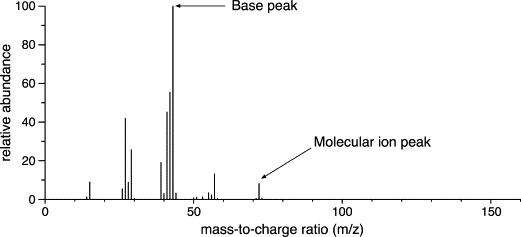 100
Base peak
80
60
40
20
0
relative abundance
Molecular ion peak
0
50
100
150
mass-to-charge ratio (m/z)